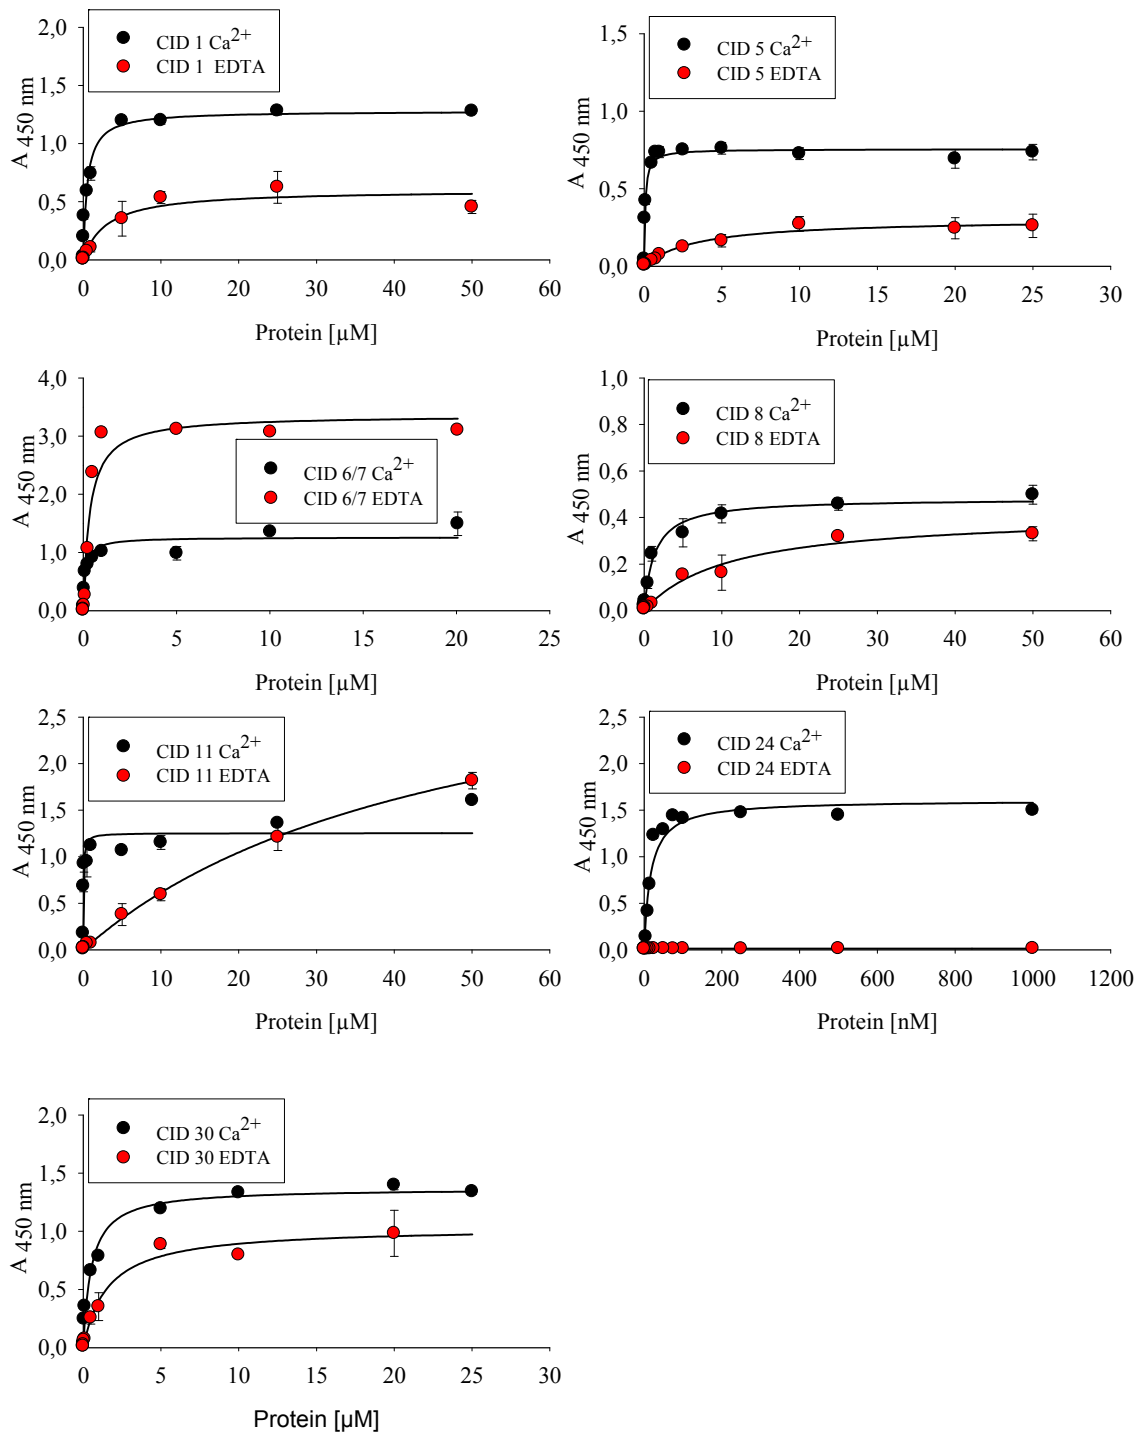 CID 1 Ca2+
CID 1 EDTA
2,0
1,5
1,0
0,5
0,0
A 450 nm
0 10 20 30 40 50 60
Protein [µM]
CID 5 Ca2+
CID 5 EDTA
1,5
1,0
0,5
0,0
A 450 nm
0 5 10 15 20 25 30
Protein [µM]
4,0
3,0
2,0
1,0
0,0
A 450 nm
CID 6/7 Ca2+
CID 6/7 EDTA
0 5 10 15 20 25
Protein [µM]
CID 8 Ca2+
CID 8 EDTA
1,0
0,8
0,6
0,4
0,2
0,0
A 450 nm
0 10 20 30 40 50 60
Protein [µM]
CID 11 Ca2+
CID 11 EDTA
2,5
2,0
1,5
1,0
0,5
0,0
A 450 nm
0 10 20 30 40 50 60
Protein [µM]
CID 24 Ca2+
CID 24 EDTA
2,5
2,0
1,5
1,0
0,5
0,0
A 450 nm
0 200 400 600 800 1000 1200
Protein [nM]
CID 30 Ca2+
CID 30 EDTA
2,0
1,5
1,0
0,5
0,0
A 450 nm
0 5 10 15 20 25 30
Protein [µM]